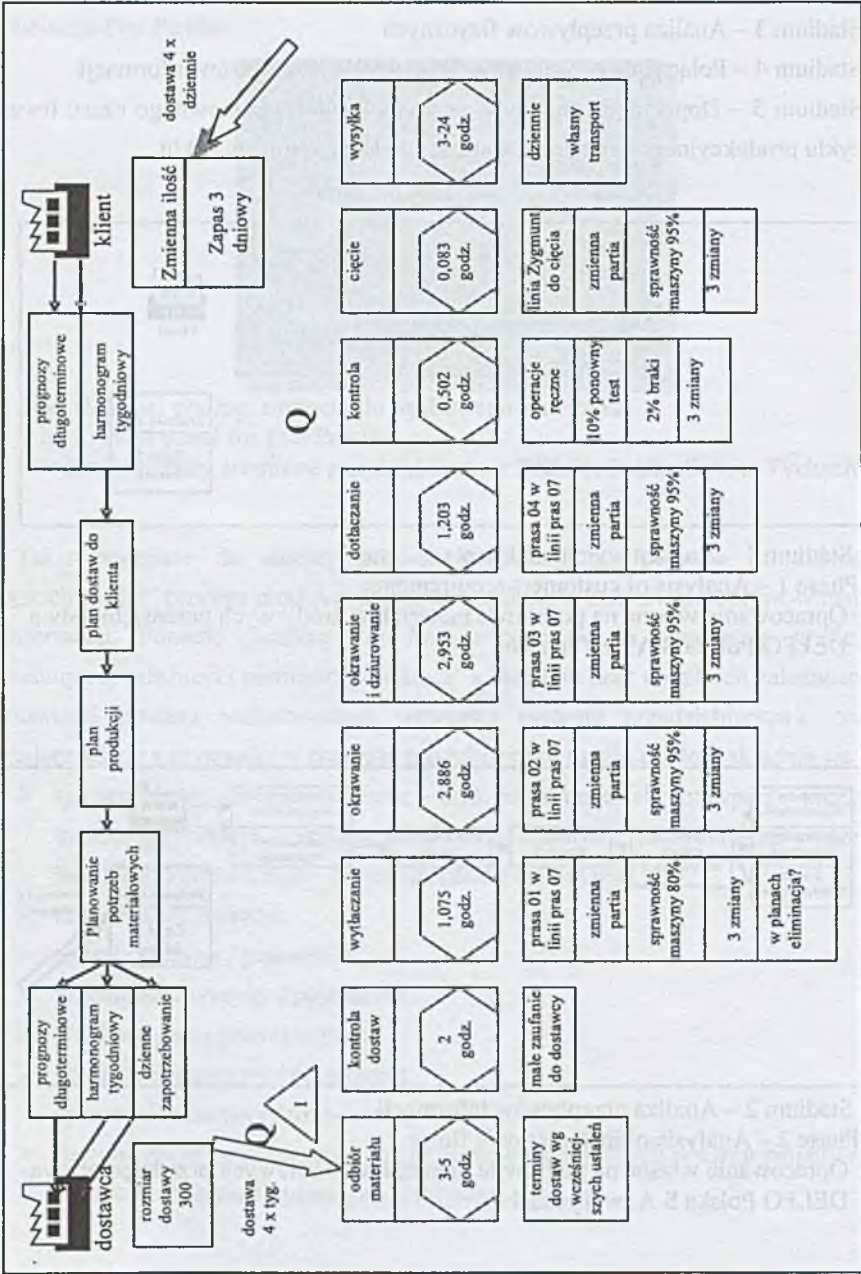 dostawca
rozmiar
dostawy
300
dostawa
4 x tyg.
prognozy
długoterminowe
harmonogram
tygodniowy
dzienne
zapotrzebowanie
Planowanie
potrzeb
materiałowych
plan
produkcji
plan dostaw do
klienta
prognozy
długoterminowe
harmonogram
tygodniowy
klient
Zmienna ilość
Zapas 3
dniowy
dostawa 4 x
dziennie
Q
I
Q
odbiór
materiału
3-5
godz.
terminy
dostaw wg
wcześniej-
szych ustaleń
kontrola
dostaw
2
godz.
małe zaufanie
do dostawcy
wytłaczanie
1,075
godz.
prasa 01 w
linii pras 07
zmienna
partia
sprawność
maszyny 80%
3 zmiany
w planach
eliminacja?
okrawanie
2,886
godz.
prasa 02 w
linii pras 07
zmienna
partia
sprawność
maszyny 95%
3 zmiany
okrawanie
i dziurowanie
2,953
godz.
prasa 03 w
linii pras 07
zmienna
partia
sprawność
maszyny 95%
3 zmiany
dotłaczanie
1,203
godz.
prasa 04 w
linii pras 07
zmienna
partia
sprawność
maszyny 95%
3 zmiany
kontrola
0,502
godz.
operacje
ręczne
10% ponowny
test
2% braki
3 zmiany
cięcie
0,083
godz.
linia Zygmunt
do cięcia
zmienna
partia
sprawność
maszyny 95%
3 zmiany
wysyłka
3-24
godz.
dziennie
własny
transport